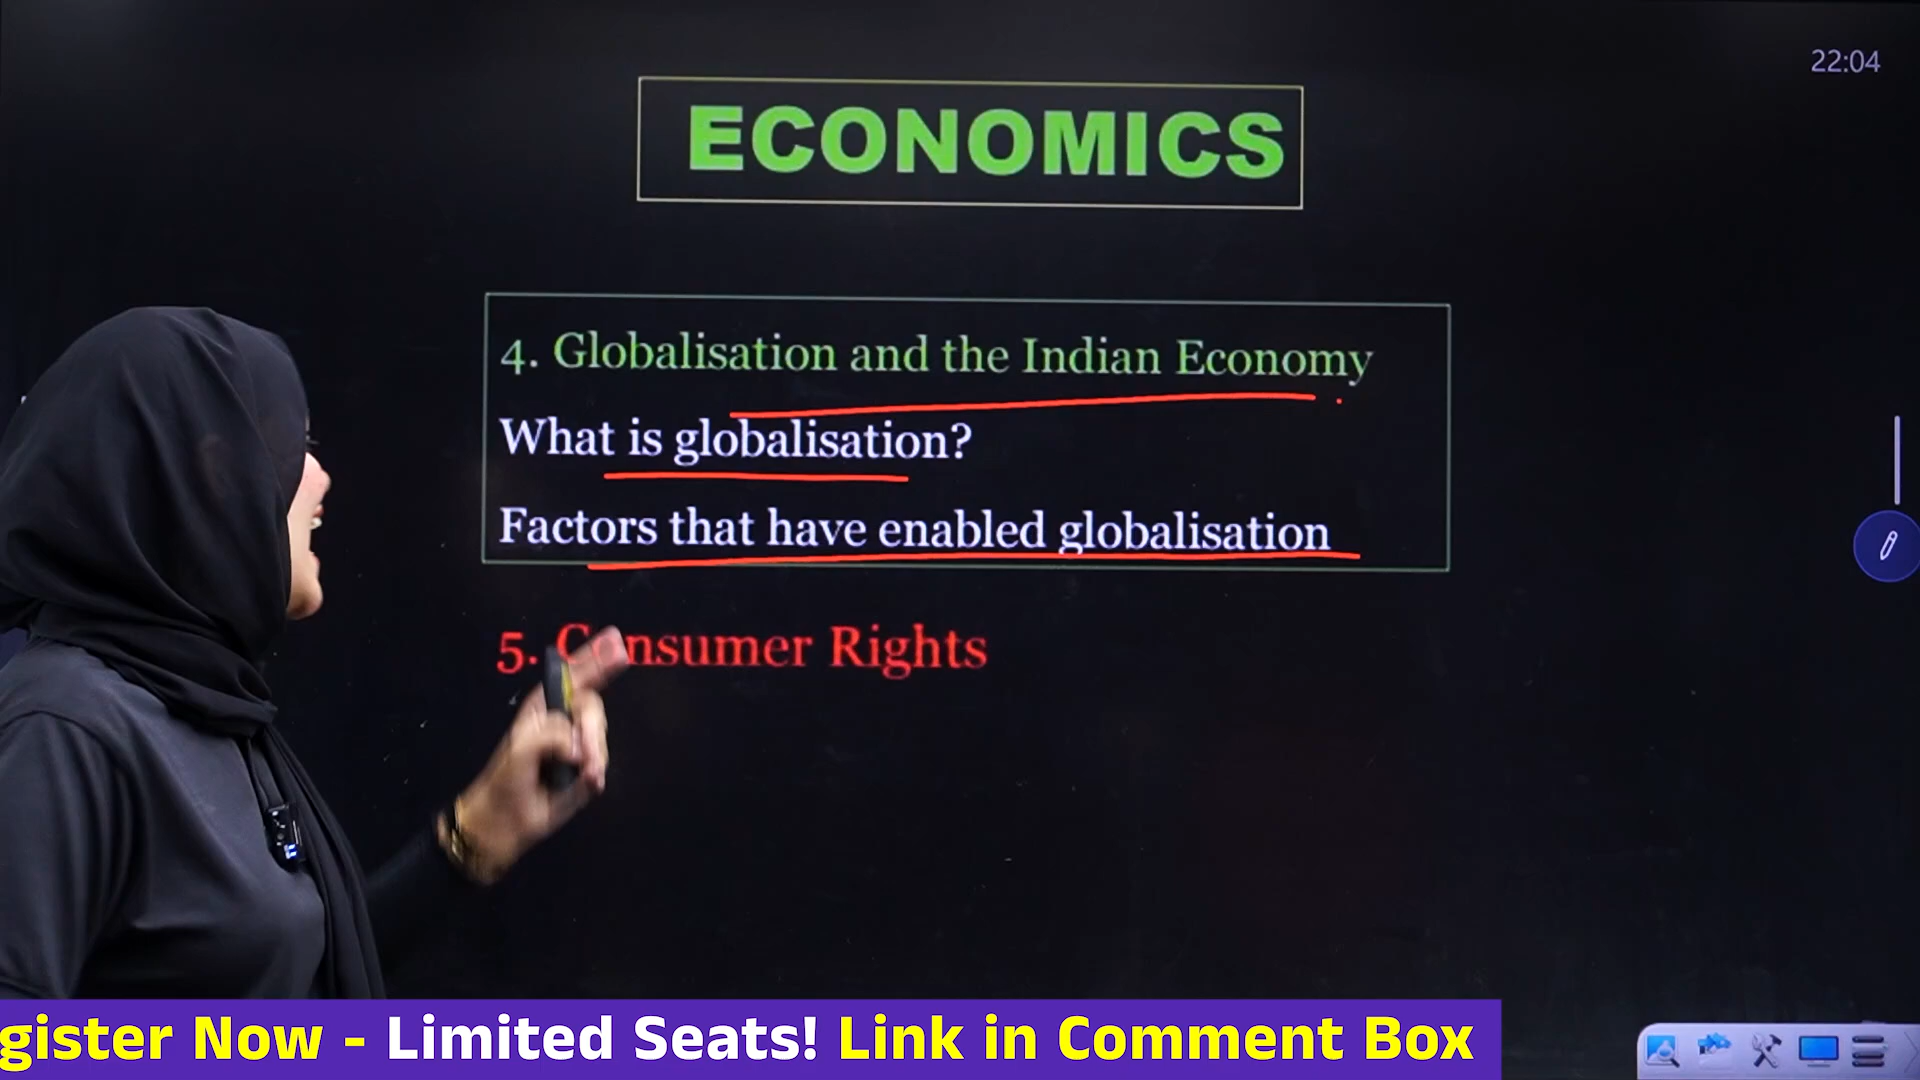 22:04
ECONOMICS
4. Globalisation and the Indian Economy
What is globalisation?
Factors that have enabled globalisation
5. Consumer Rights
gister Now - Limited Seats! Link in Comment Box